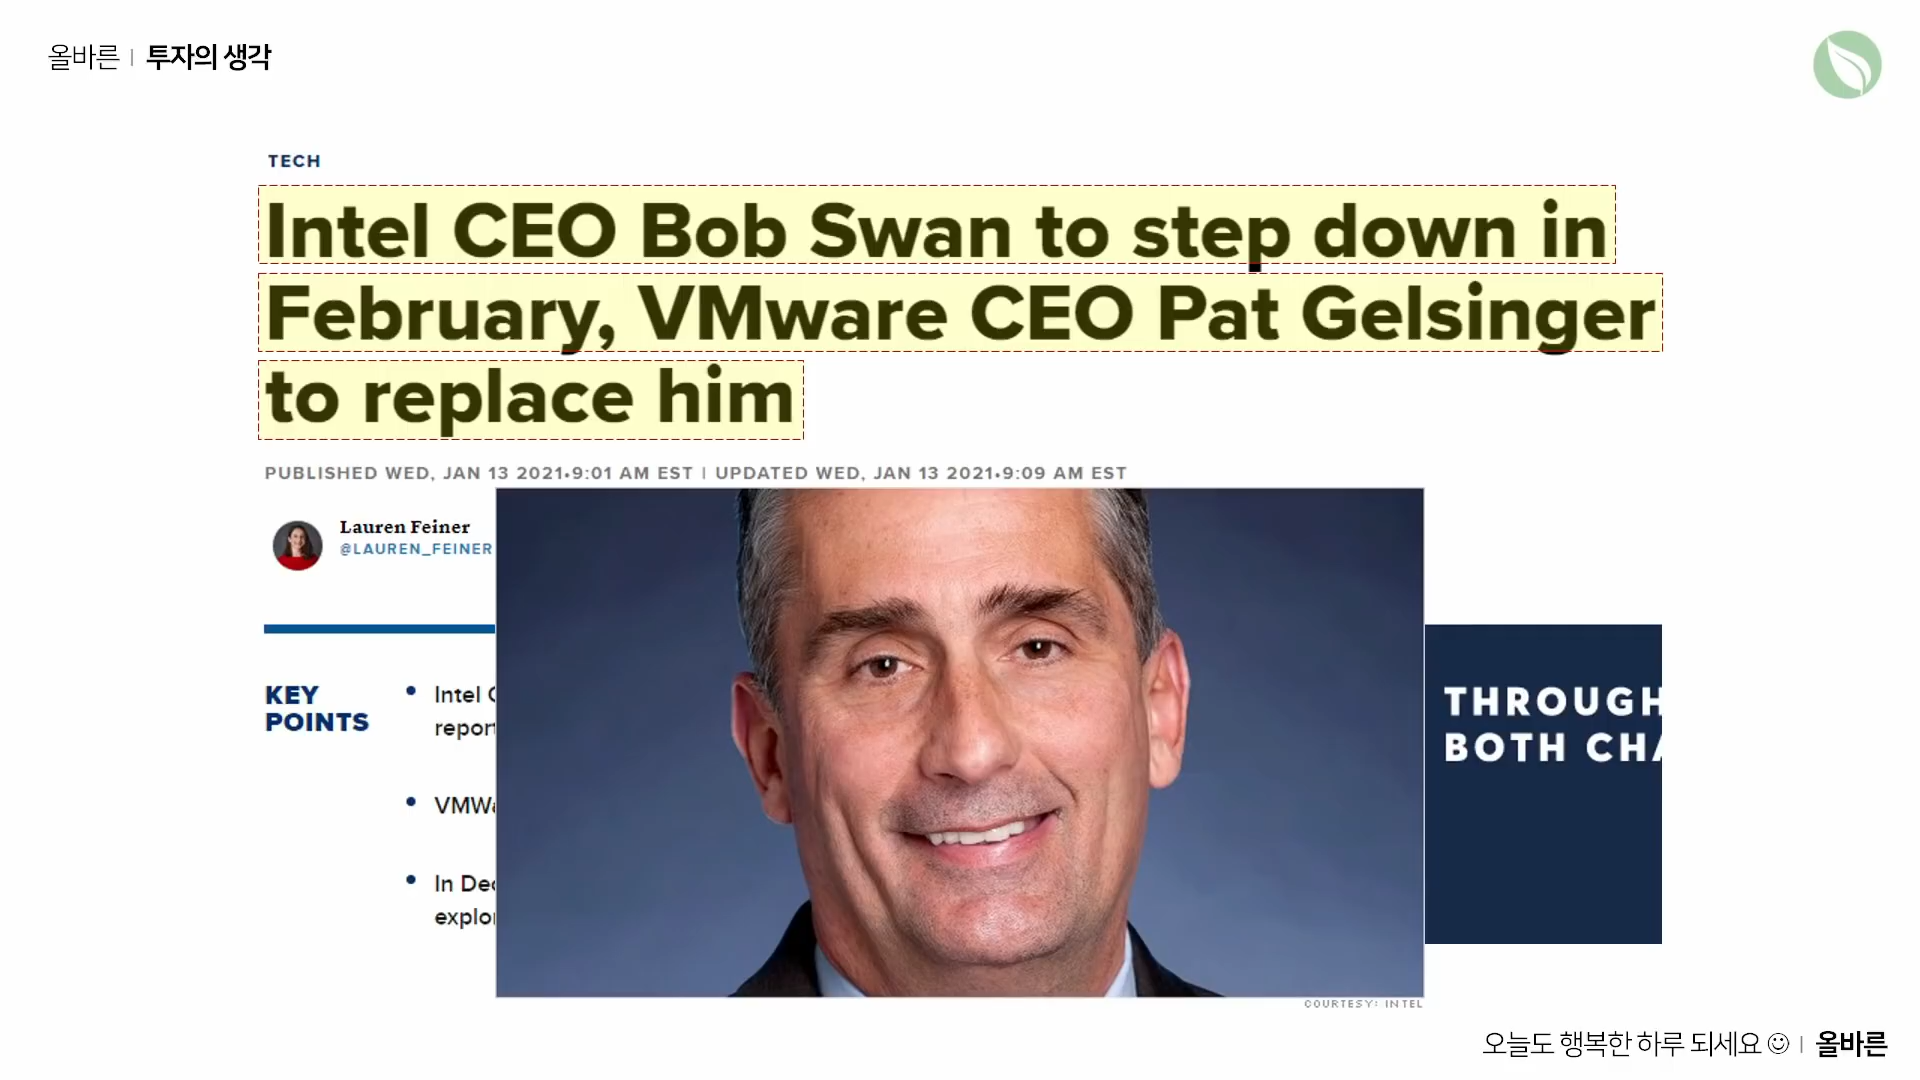 올바른 | 투자의 생각
TECH
Intel CEO Bob Swan to step down in
February, VMware CEO Pat Gelsinger
to replace him
PUBLISHED WED, JAN 13 2021•9:01 AM EST | UPDATED WED, JAN 13 2021•9:09 AM EST
Lauren Feiner
@LAUREN_FEINER
KEY
POINTS
• Intel
report
•
• In
THROUGH
BOTH
COURTESY: INTEL
오늘도 행복한 하루 되세요 ☺ | 올바른